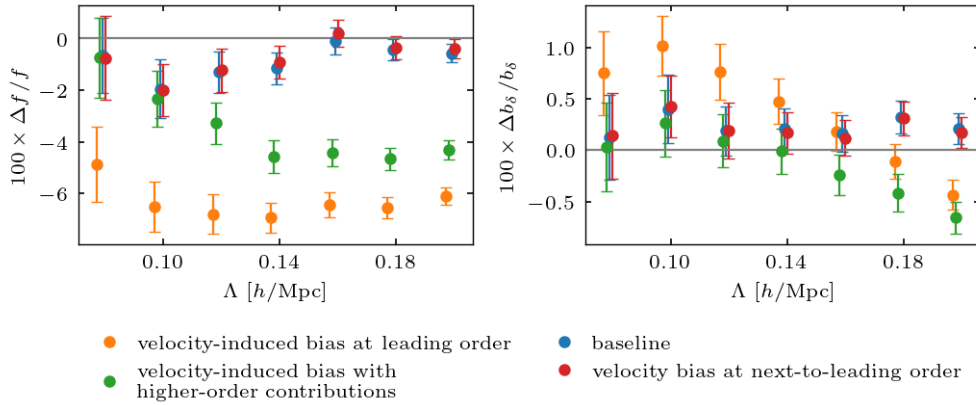 0
−2
−4
−6
100 × Δf/f
0.10
0.14
0.18
Λ [h/Mpc]
1.0
0.5
0.0
−0.5
100 × Δb_δ/b_δ
0.10
0.14
0.18
Λ [h/Mpc]
velocity-induced bias at leading order
velocity-induced bias with
higher-order contributions
baseline
velocity bias at next-to-leading order